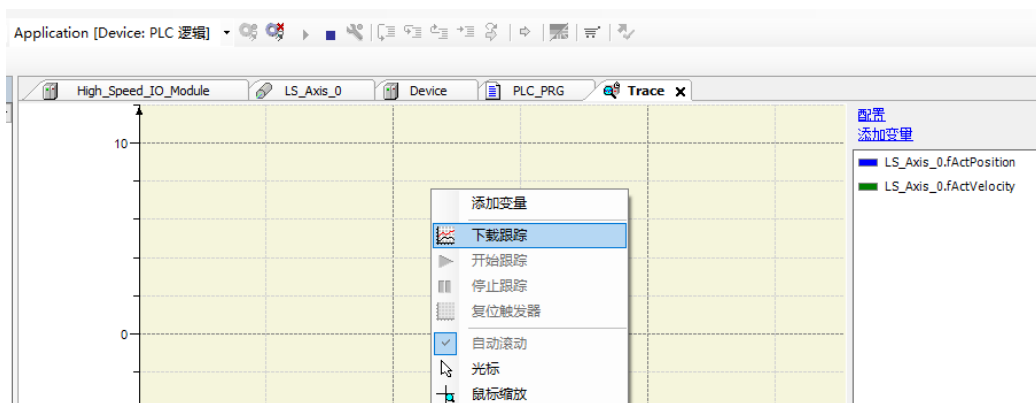 Application [Device: PLC 逻辑]
High_Speed_IO_Module LS_Axis_0 Device PLC_PRG Trace
配置
添加变量
LS_Axis_0.fActPosition
LS_Axis_0.fActVelocity
10
0
添加变量
下载跟踪
开始跟踪
停止跟踪
复位触发器
自动滚动
光标
鼠标缩放